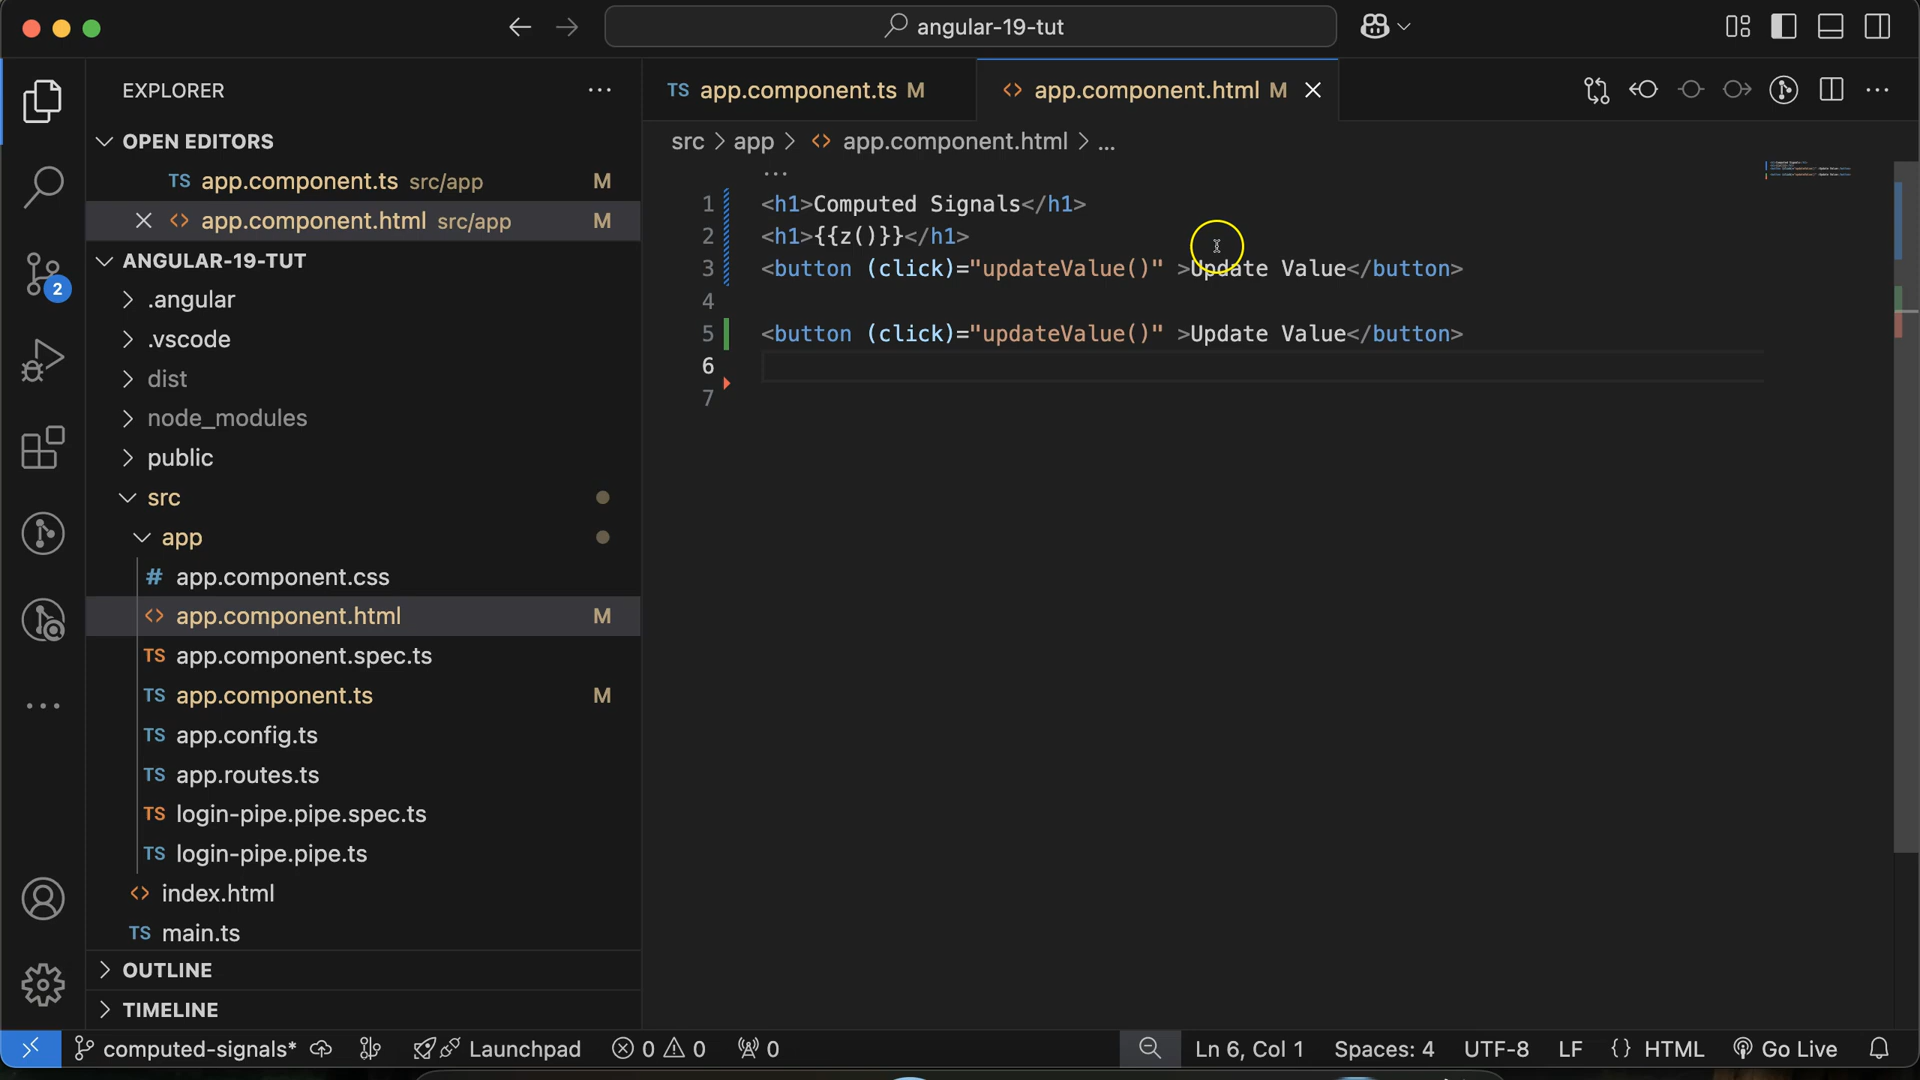 angular-19-tut
EXPLORER
OPEN EDITORS
TS app.component.ts src/app M
<> app.component.html src/app M
ANGULAR-19-TUT
.angular
.vscode
dist
node_modules
public
src
app
# app.component.css
<> app.component.html M
TS app.component.spec.ts
TS app.component.ts M
TS app.config.ts
TS app.routes.ts
TS login-pipe.pipe.spec.ts
TS login-pipe.pipe.ts
<> index.html
TS main.ts
OUTLINE
TIMELINE
2
TS app.component.ts M
<> app.component.html M
src > app > <> app.component.html > ...
1 <h1>Computed Signals</h1>
2 <h1>{{z()}}</h1>
3 <button (click)="updateValue()" >Update Value</button>
4
5 <button (click)="updateValue()" >Update Value</button>
6
7
computed-signals* Launchpad 0 0 0 Ln 6, Col 1 Spaces: 4 UTF-8 LF {} HTML Go Live